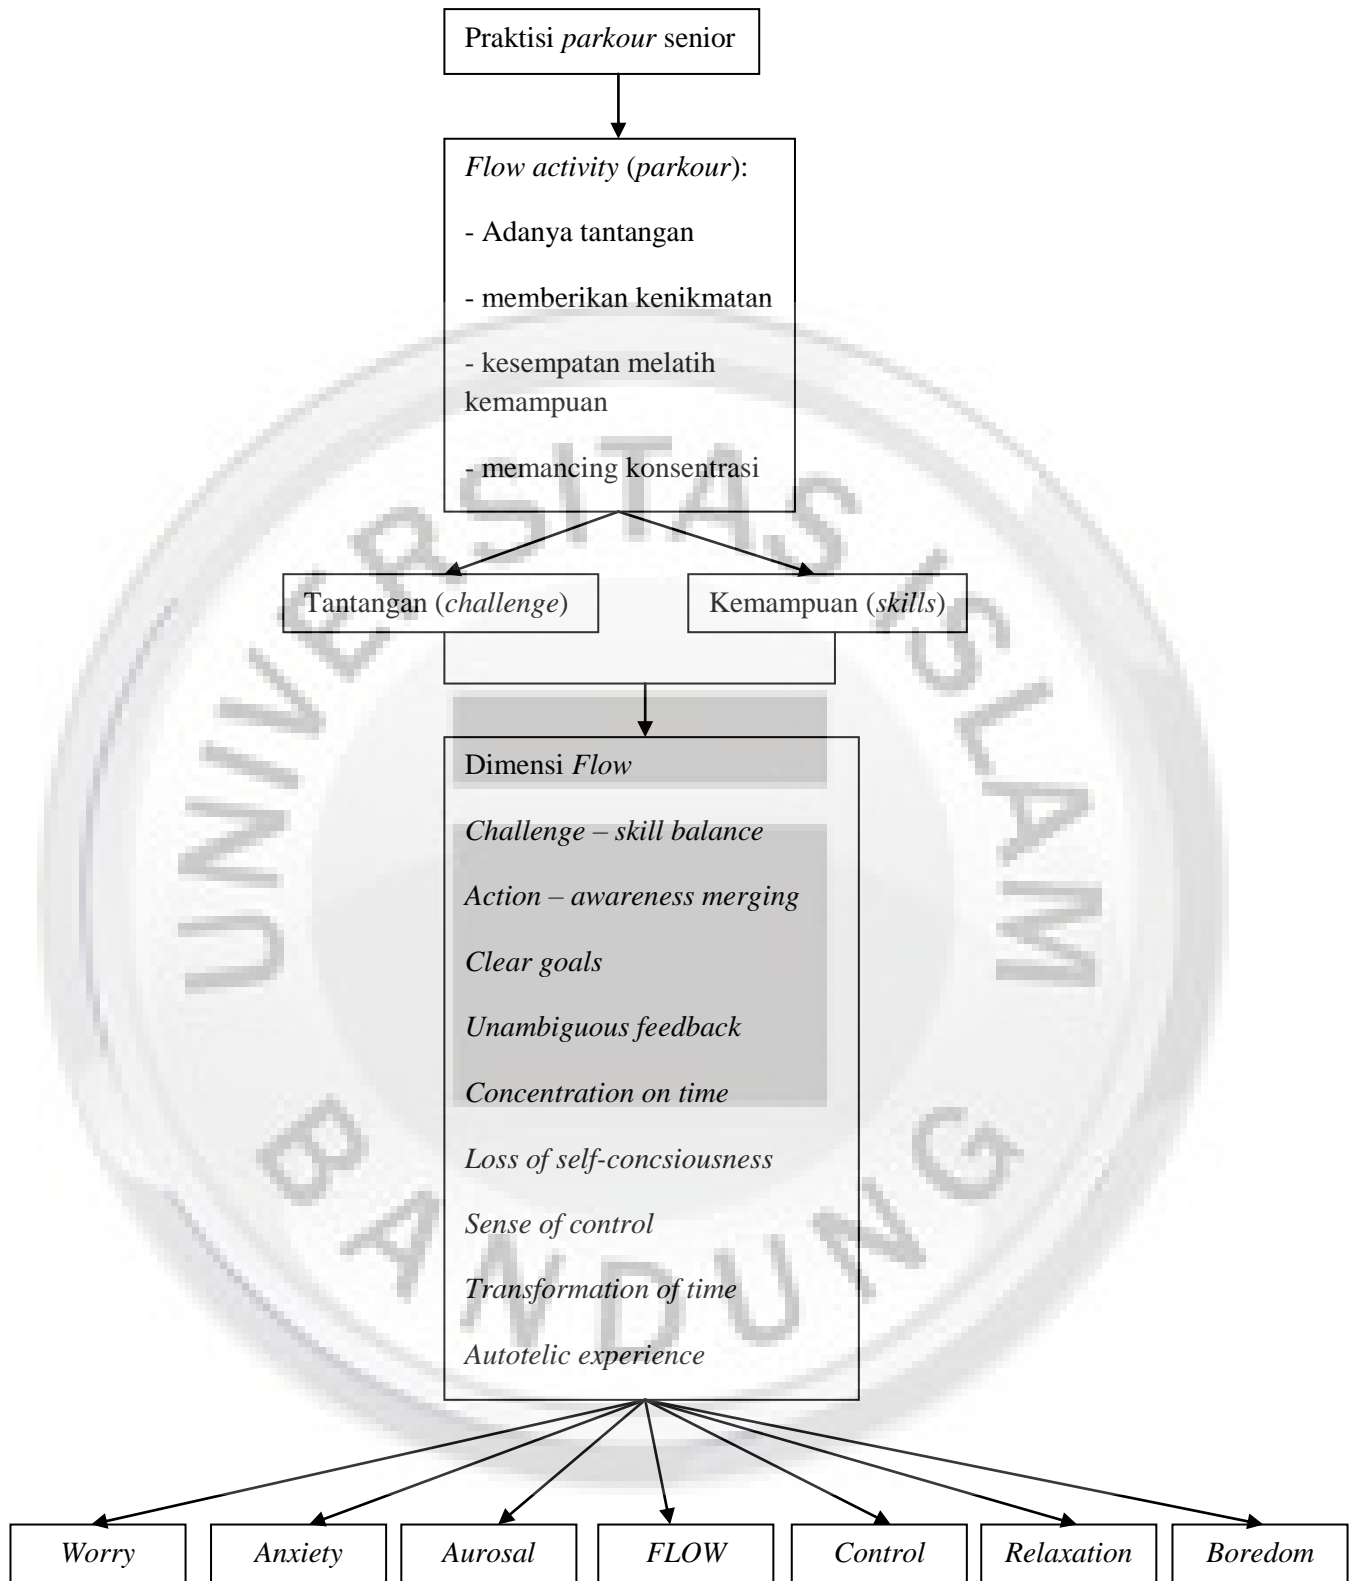 Praktisi parkour senior
Flow activity (parkour):
- Adanya tantangan
- memberikan kenikmatan
- kesempatan melatih
kemampuan
- memancing konsentrasi
Tantangan (challenge)
Kemampuan (skills)
Dimensi Flow
Challenge – skill balance
Action – awareness merging
Clear goals
Unambiguous feedback
Concentration on time
Loss of self-concsiousness
Sense of control
Transformation of time
Autotelic experience
Worry
Anxiety
Aurosal
FLOW
Control
Relaxation
Boredom
UNIVERSITAS ISLAM
BANDUNG